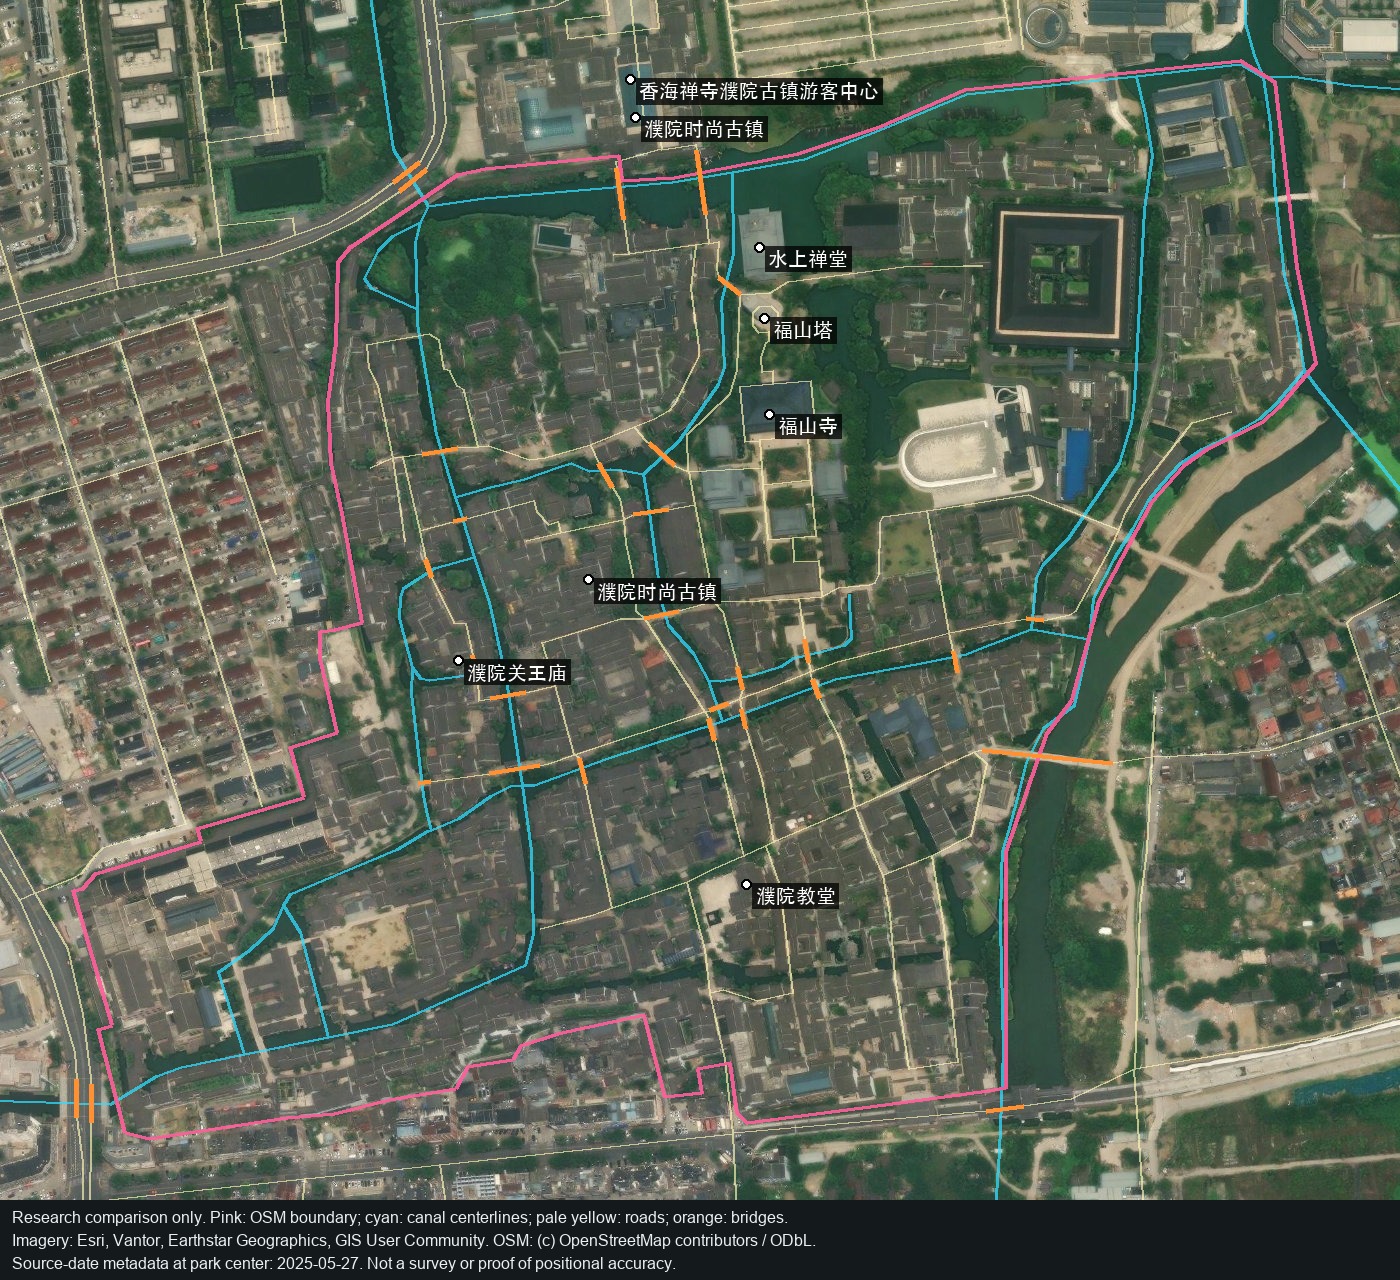 香海禅寺濮院古镇游客中心
濮院时尚古镇
水上禅堂
福山塔
福山寺
濮院时尚古镇
濮院关王庙
濮院教堂
Research comparison only. Pink: OSM boundary; cyan: canal centerlines; pale yellow: roads; orange: bridges.
Imagery: Esri, Vantor, Earthstar Geographics, GIS User Community. OSM: (c) OpenStreetMap contributors / ODbL.
Source-date metadata at park center: 2025-05-27. Not a survey or proof of positional accuracy.